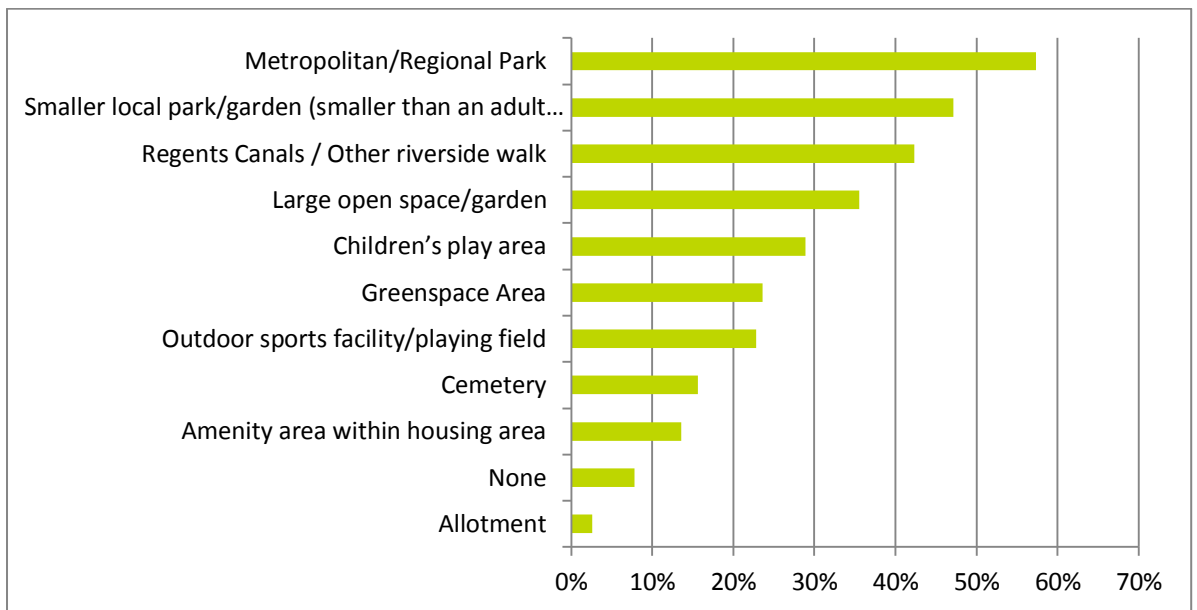 Metropolitan/Regional Park
Smaller local park/garden (smaller than an adult…
Regents Canals / Other riverside walk
Large open space/garden
Children’s play area
Greenspace Area
Outdoor sports facility/playing field
Cemetery
Amenity area within housing area
None
Allotment
0% 10% 20% 30% 40% 50% 60% 70%